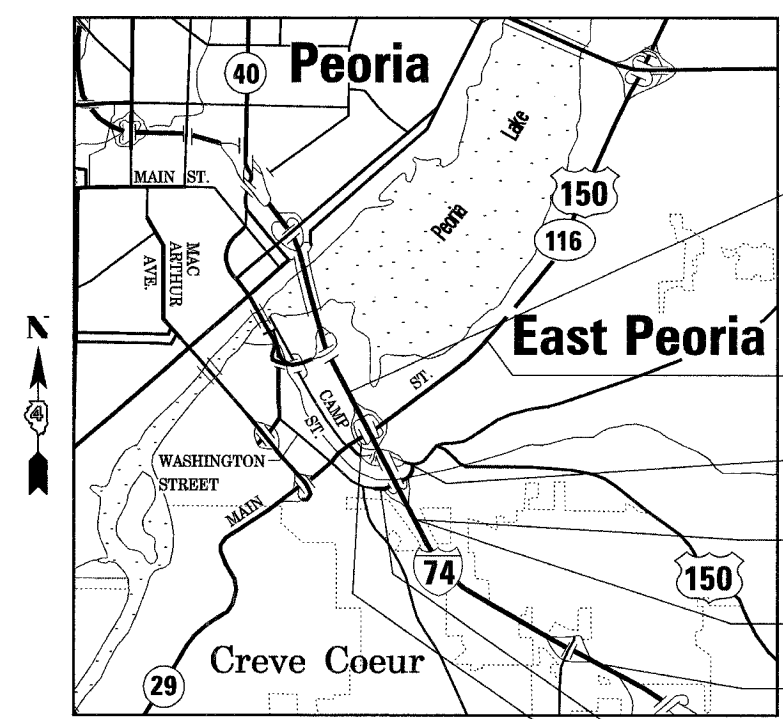 40
Peoria
Lake
MAIN ST.
150
Peoria
116
MAC
ARTHUR
AVE.
N
East Peoria
4
ST.
CAMP
ST.
WASHINGTON
STREET
MAIN
74
150
Creve Coeur
29